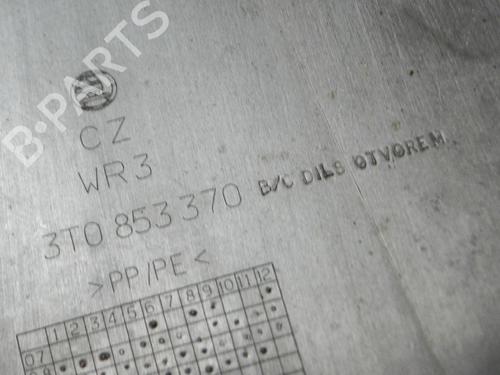 B·PARTS
CZ
WR3
3T0 853 370 B/C DILS OTVOREM
>PP/PE<
1 2 3 4 5 6 7 8 9 10 11 12
07
08